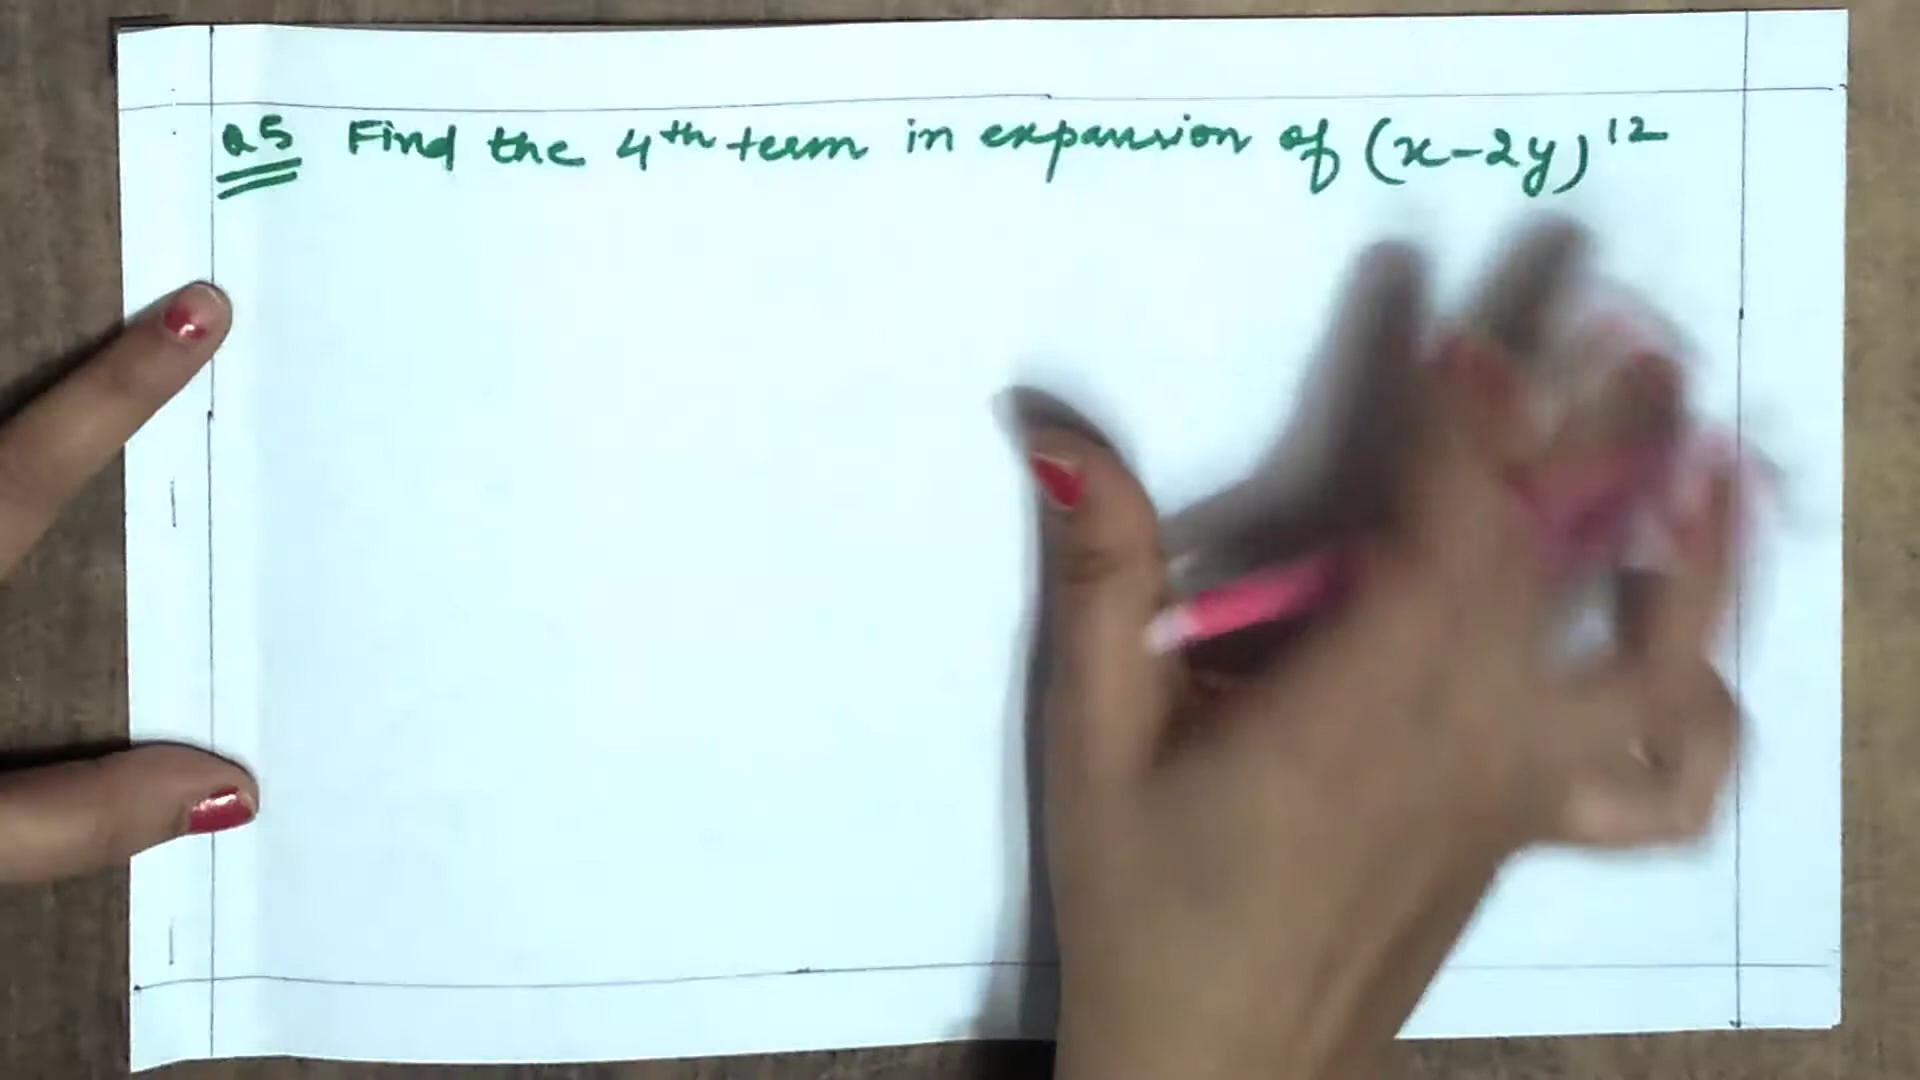 Q5 Find the 4th term in expansion of (x-2y)¹²